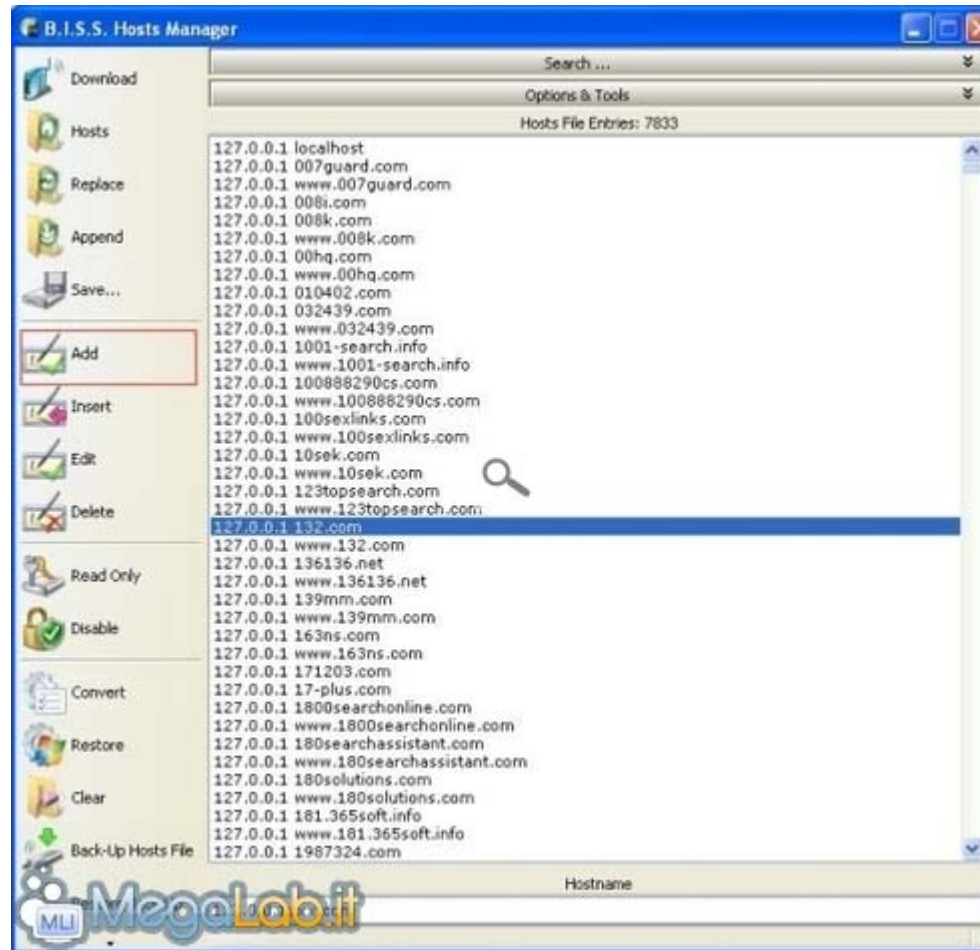 B.I.S.S. Hosts Manager
Download
Hosts
Replace
Append
Save...
Add
Insert
Edit
Delete
Read Only
Disable
Convert
Restore
Clear
Back-Up Hosts File
Search ...
Options & Tools
Hosts File Entries: 7833
127.0.0.1 localhost
127.0.0.1 007guard.com
127.0.0.1 www.007guard.com
127.0.0.1 008i.com
127.0.0.1 008k.com
127.0.0.1 www.008k.com
127.0.0.1 00hq.com
127.0.0.1 www.00hq.com
127.0.0.1 010402.com
127.0.0.1 032439.com
127.0.0.1 www.032439.com
127.0.0.1 1001-search.info
127.0.0.1 www.1001-search.info
127.0.0.1 100888290cs.com
127.0.0.1 www.100888290cs.com
127.0.0.1 100sexlinks.com
127.0.0.1 www.100sexlinks.com
127.0.0.1 10sek.com
127.0.0.1 www.10sek.com
127.0.0.1 123topsearch.com
127.0.0.1 www.123topsearch.com
127.0.0.1 132.com
127.0.0.1 www.132.com
127.0.0.1 136136.net
127.0.0.1 www.136136.net
127.0.0.1 139mm.com
127.0.0.1 www.139mm.com
127.0.0.1 163ns.com
127.0.0.1 www.163ns.com
127.0.0.1 171203.com
127.0.0.1 17-plus.com
127.0.0.1 1800searchonline.com
127.0.0.1 www.1800searchonline.com
127.0.0.1 180searchassistant.com
127.0.0.1 www.180searchassistant.com
127.0.0.1 180solutions.com
127.0.0.1 www.180solutions.com
127.0.0.1 181.365soft.info
127.0.0.1 www.181.365soft.info
127.0.0.1 1987324.com
Hostname
MLI MegaLab.it